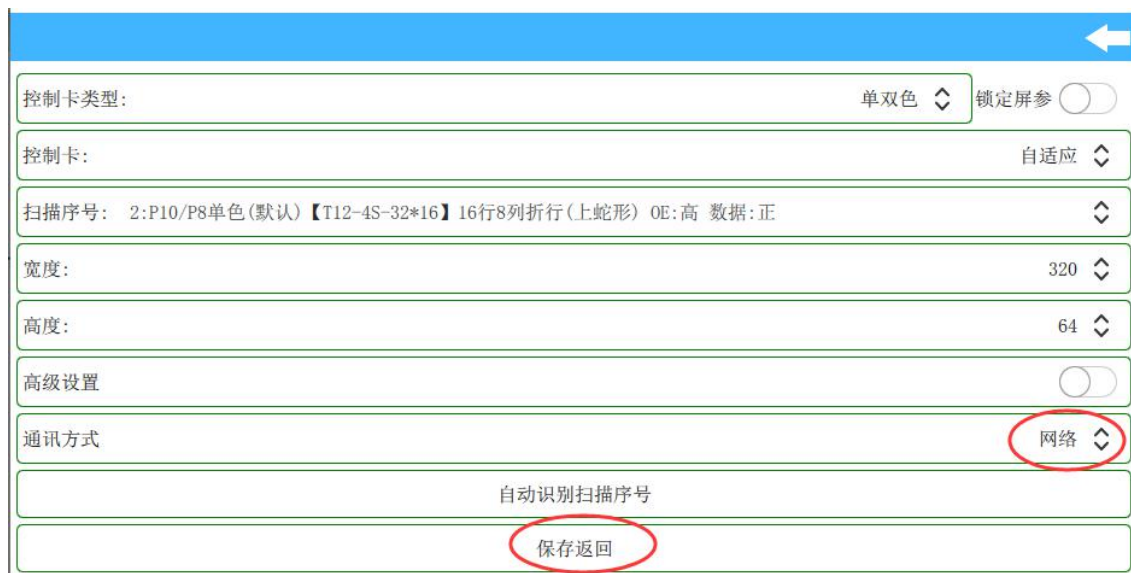 控制卡类型: 单双色 锁定屏参
控制卡: 自适应
扫描序号: 2:P10/P8单色(默认)【T12-4S-32*16】16行8列折行(上蛇形) OE:高 数据:正
宽度: 320
高度: 64
高级设置
通讯方式 网络
自动识别扫描序号
保存返回